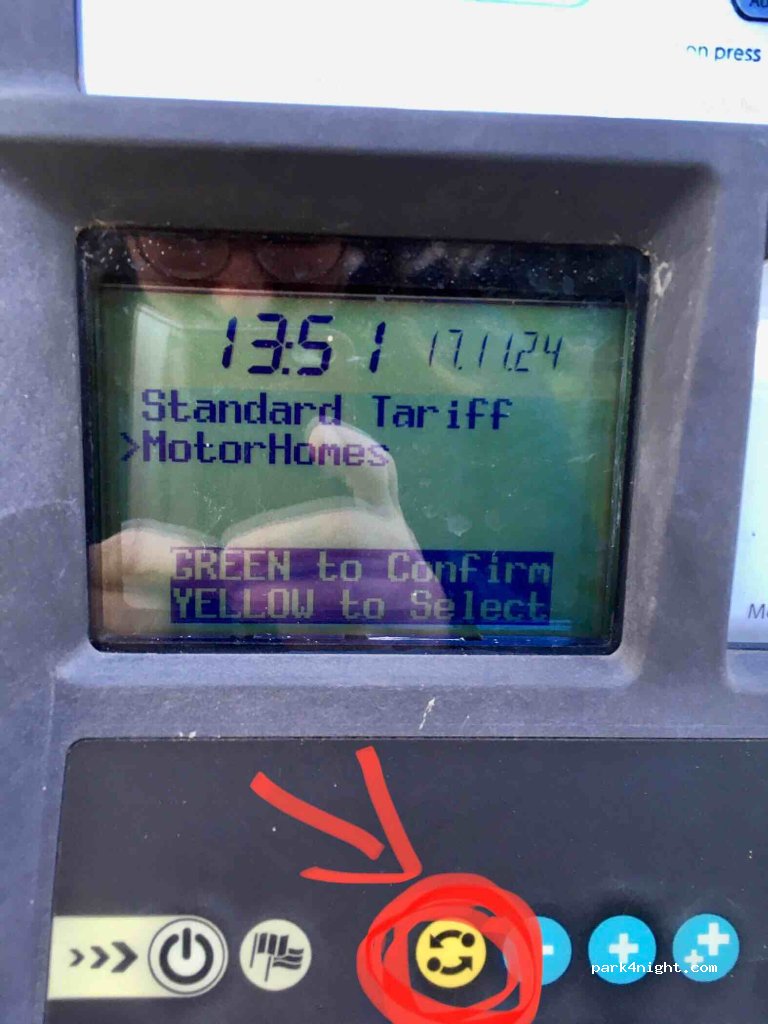 on press
13:51 17.11.24
Standard Tariff
>MotorHomes
GREEN to Confirm
YELLOW to Select
park4night.com